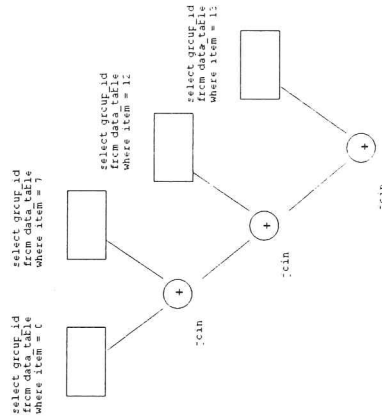 select group_id
from data_table
where item = 0
select group_id
from data_table
where item = 7
select group_id
from data_table
where item = 12
select group_id
from data_table
where item =
+
join
+
join
+
join